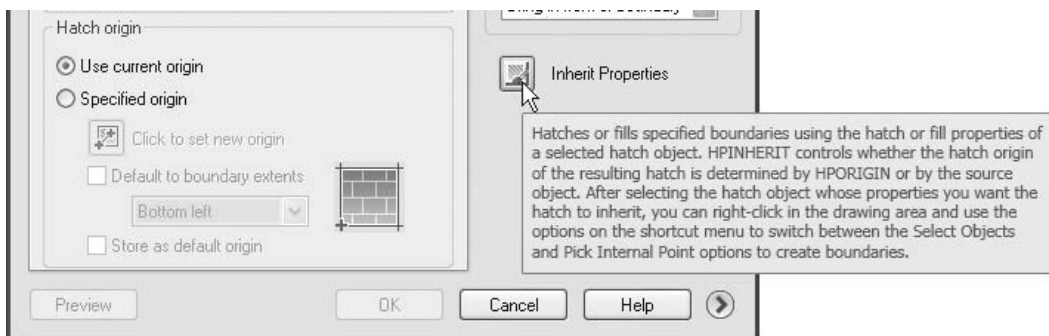 Hatch origin
Use current origin
Specified origin
Click to set new origin
Default to boundary extents
Bottom left
Store as default origin
Inherit Properties
Hatches or fills specified boundaries using the hatch or fill properties of
a selected hatch object. HPINHERIT controls whether the hatch origin
of the resulting hatch is determined by HPORIGIN or by the source
object. After selecting the hatch object whose properties you want the
hatch to inherit, you can right-click in the drawing area and use the
options on the shortcut menu to switch between the Select Objects
and Pick Internal Point options to create boundaries.
Preview
OK
Cancel
Help